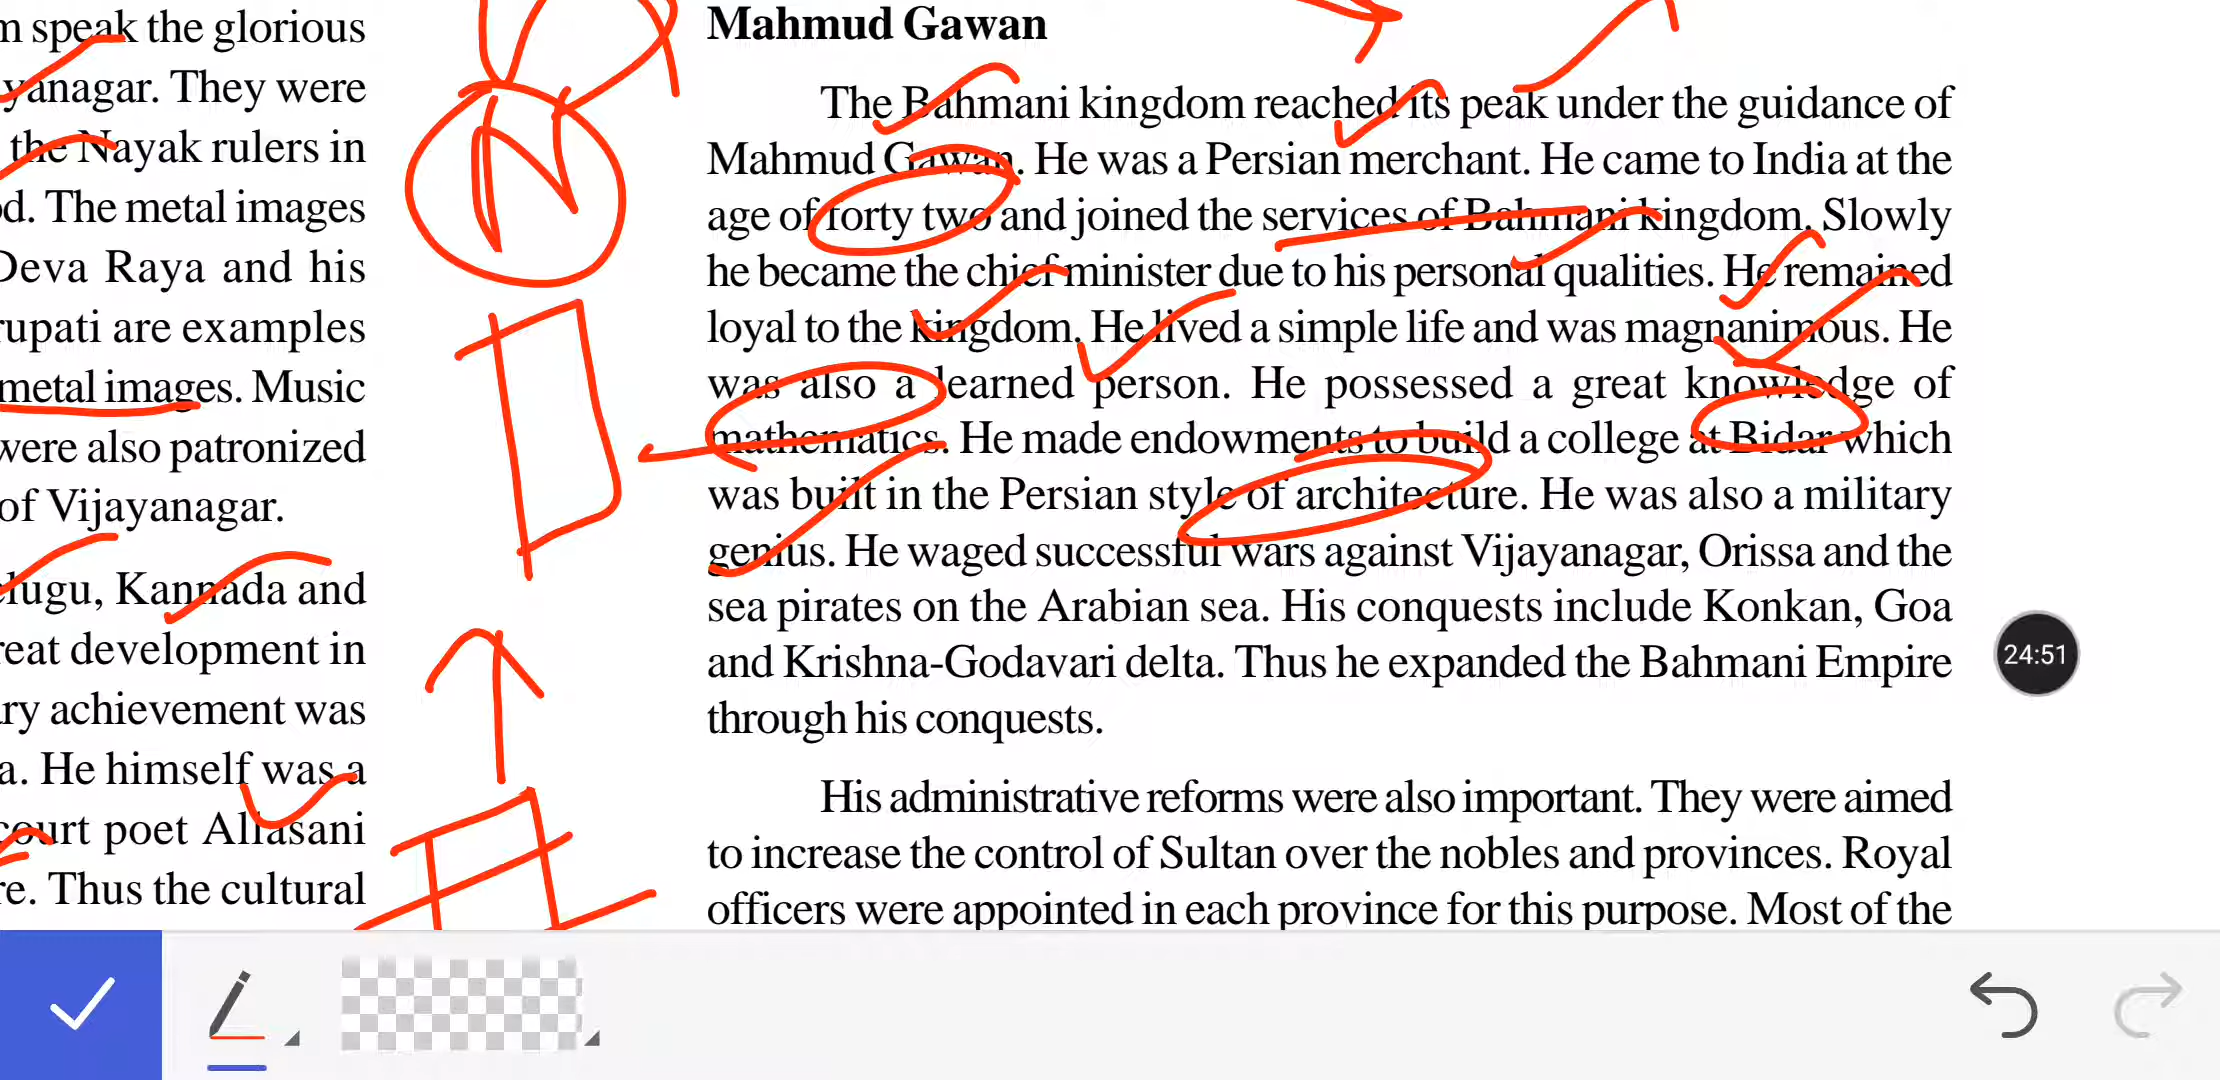 m speak the glorious
yanagar. They were
the Nayak rulers in
od. The metal images
Deva Raya and his
rupati are examples
metal images. Music
were also patronized
of Vijayanagar.
elugu, Kannada and
reat development in
ary achievement was
a. He himself was a
court poet Allasani
re. Thus the cultural
Mahmud Gawan
The Bahmani kingdom reached its peak under the guidance of
Mahmud Gawan. He was a Persian merchant. He came to India at the
age of forty two and joined the services of Bahmani kingdom. Slowly
he became the chief minister due to his personal qualities. He remained
loyal to the kingdom. He lived a simple life and was magnanimous. He
was also a learned person. He possessed a great knowledge of
mathematics. He made endowments to build a college at Bidar which
was built in the Persian style of architecture. He was also a military
genius. He waged successful wars against Vijayanagar, Orissa and the
sea pirates on the Arabian sea. His conquests include Konkan, Goa
and Krishna-Godavari delta. Thus he expanded the Bahmani Empire
through his conquests.
His administrative reforms were also important. They were aimed
to increase the control of Sultan over the nobles and provinces. Royal
officers were appointed in each province for this purpose. Most of the
24:51